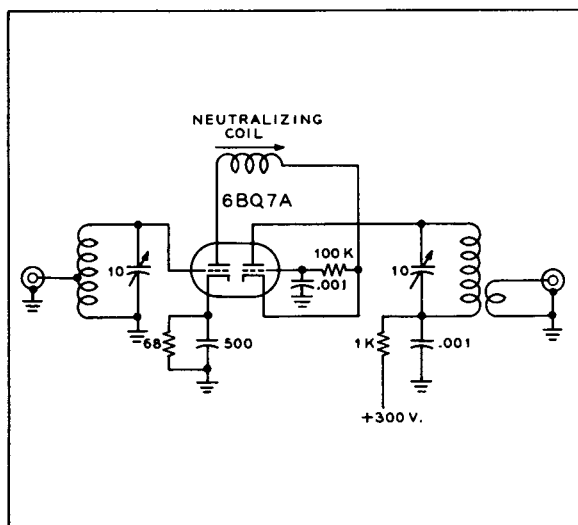 NEUTRALIZING
COIL
6BQ7A
100 K
10
.001
10
68
500
1K
.001
+300 V.